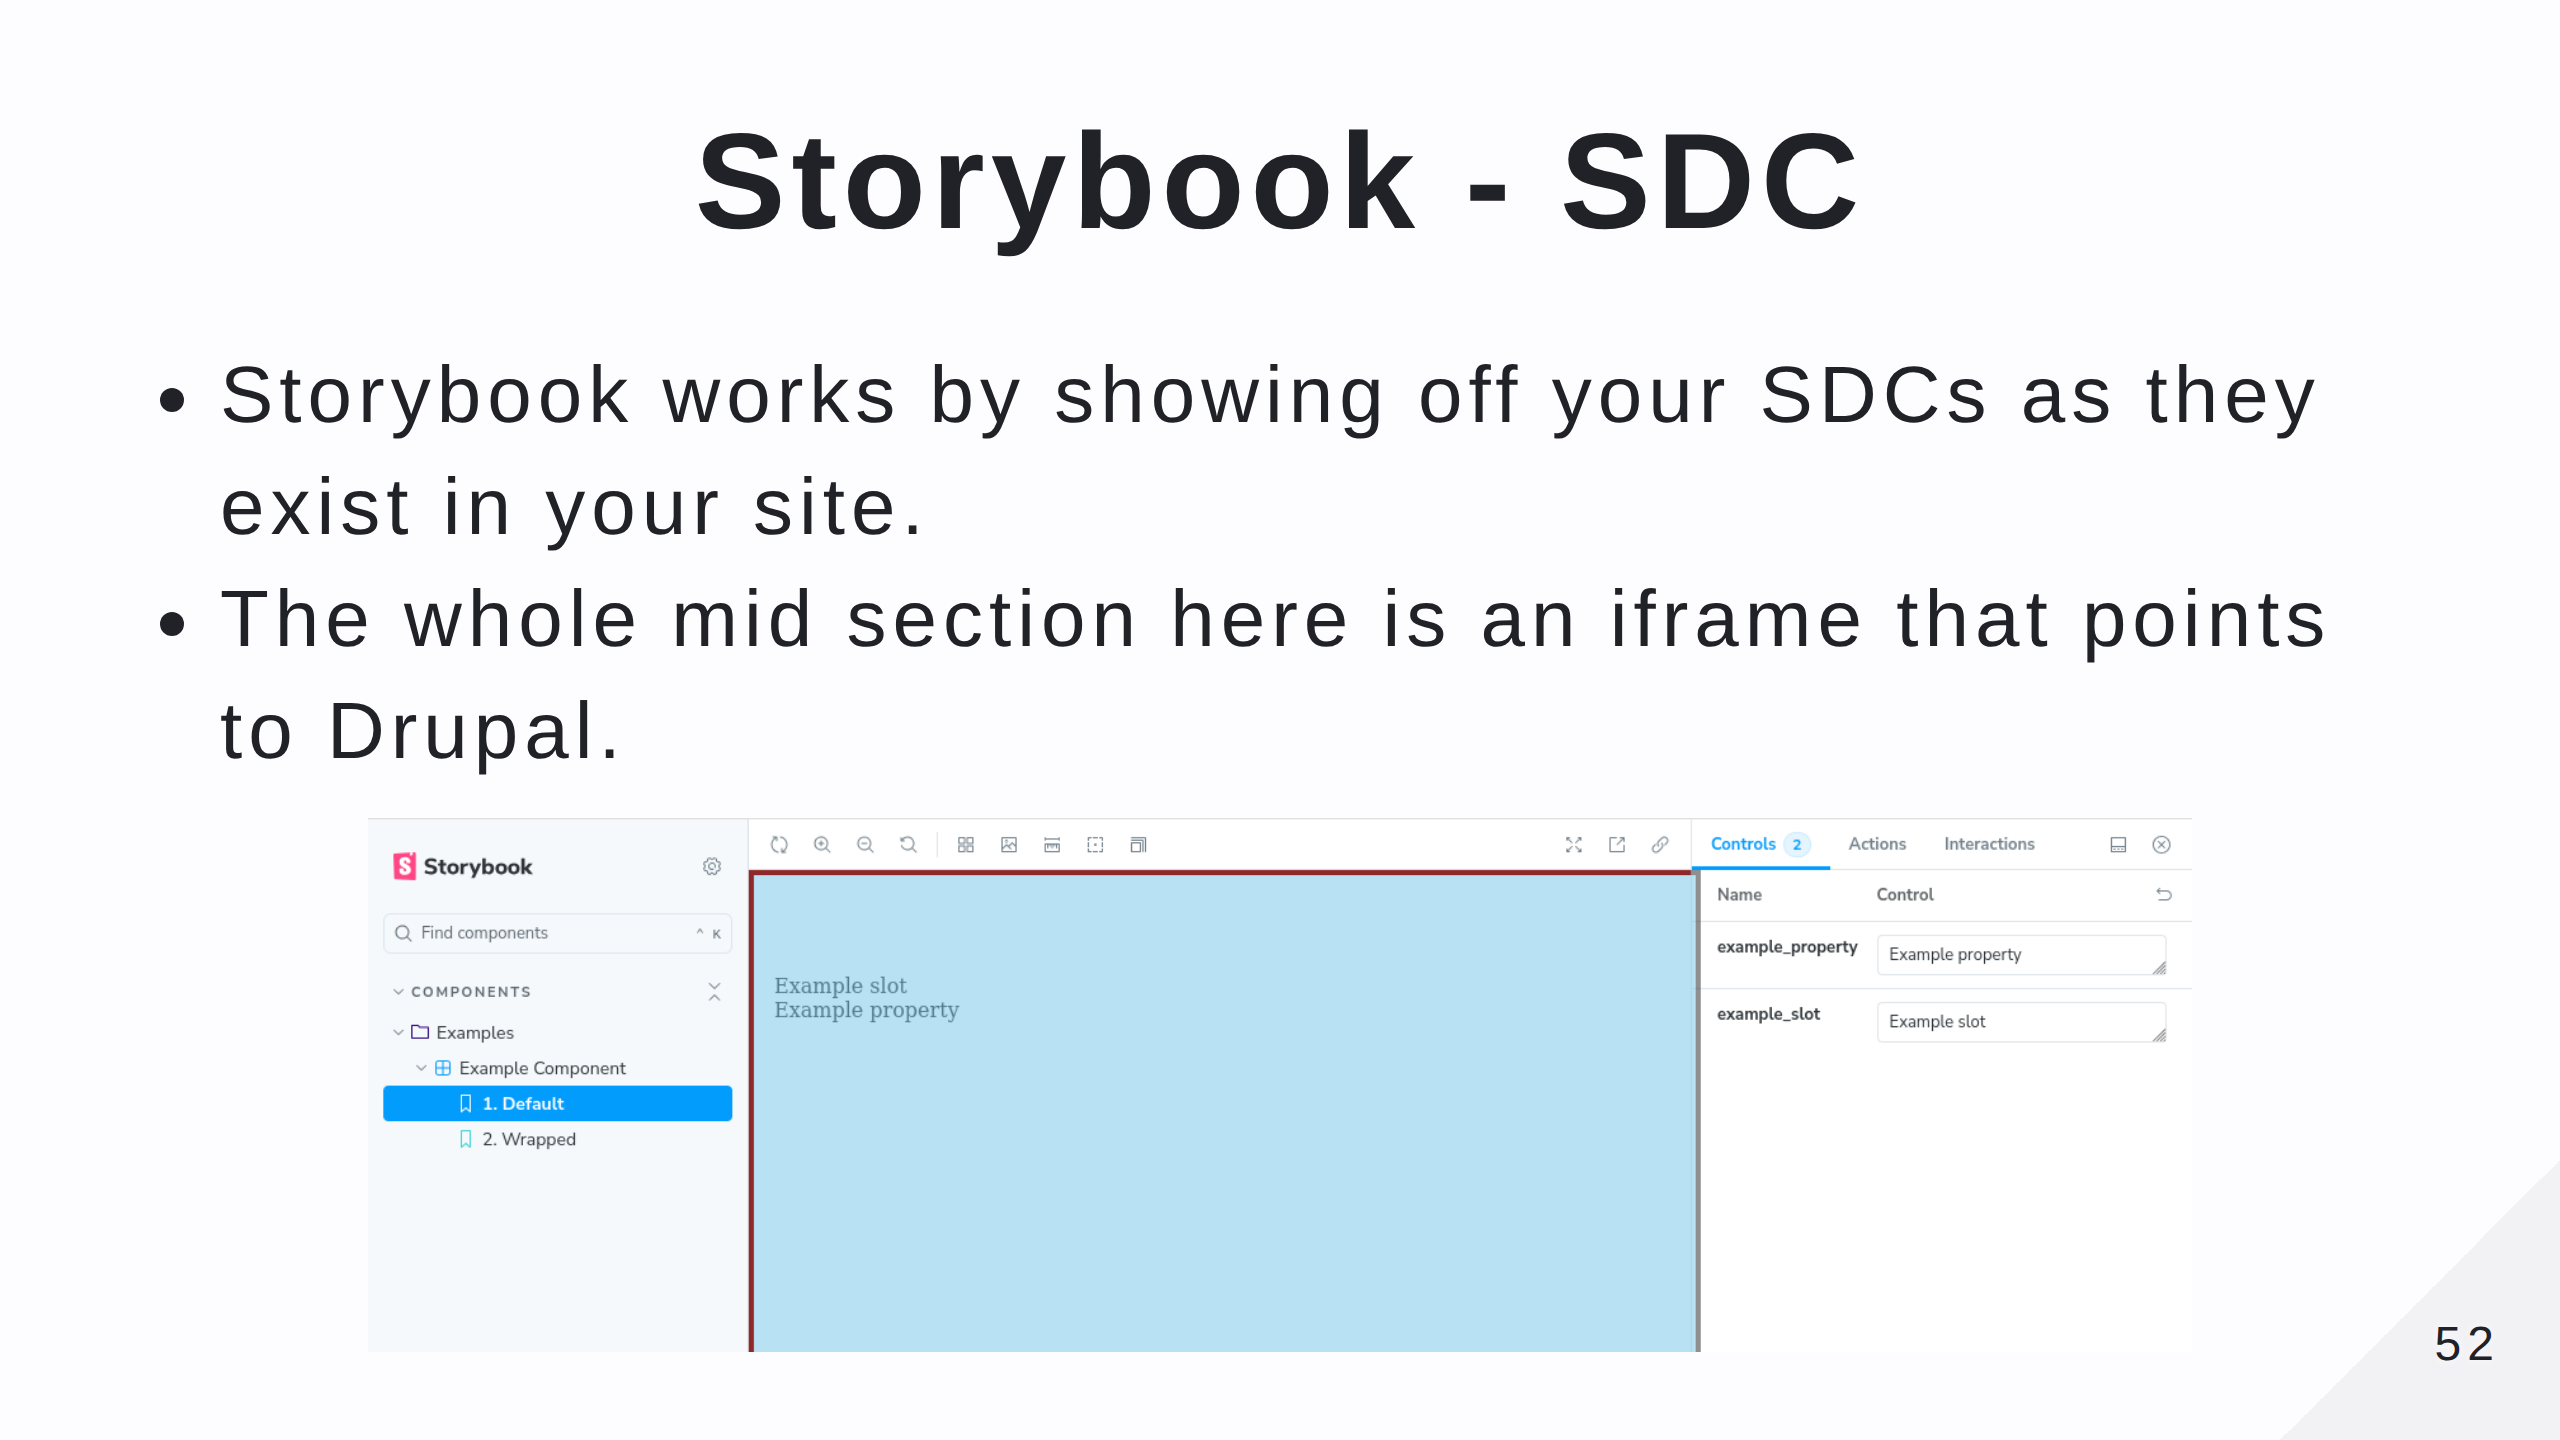 Storybook - SDC
• Storybook works by showing off your SDCs as they
exist in your site.
• The whole mid section here is an iframe that points
to Drupal.
Storybook
Find components ^ K
COMPONENTS
Examples
Example Component
1. Default
2. Wrapped
Example slot
Example property
Controls 2 Actions Interactions
Name Control
example_property Example property
example_slot Example slot
52